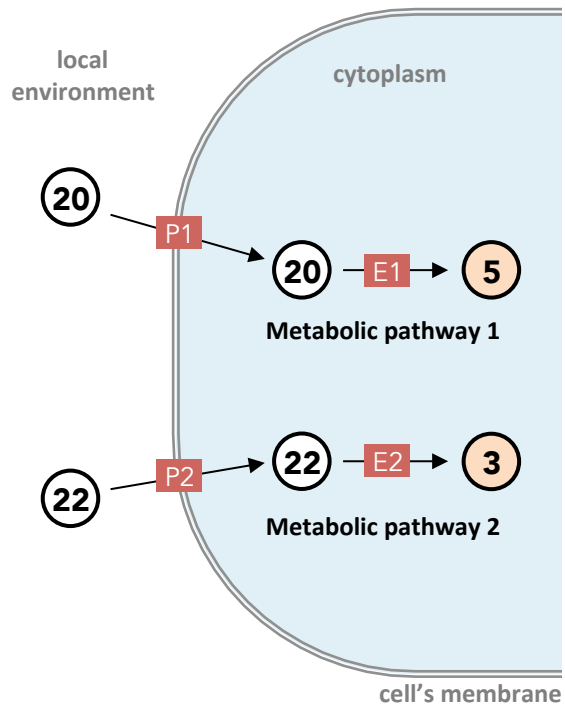 local
environment
cytoplasm
20
P1
20
E1
5
Metabolic pathway 1
22
P2
22
E2
3
Metabolic pathway 2
cell's membrane